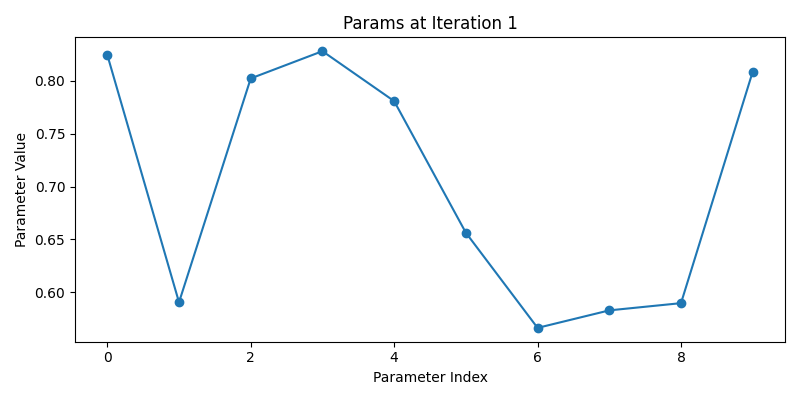 Params at Iteration 1
Parameter Value
0.80
0.75
0.70
0.65
0.60
0 2 4 6 8
Parameter Index